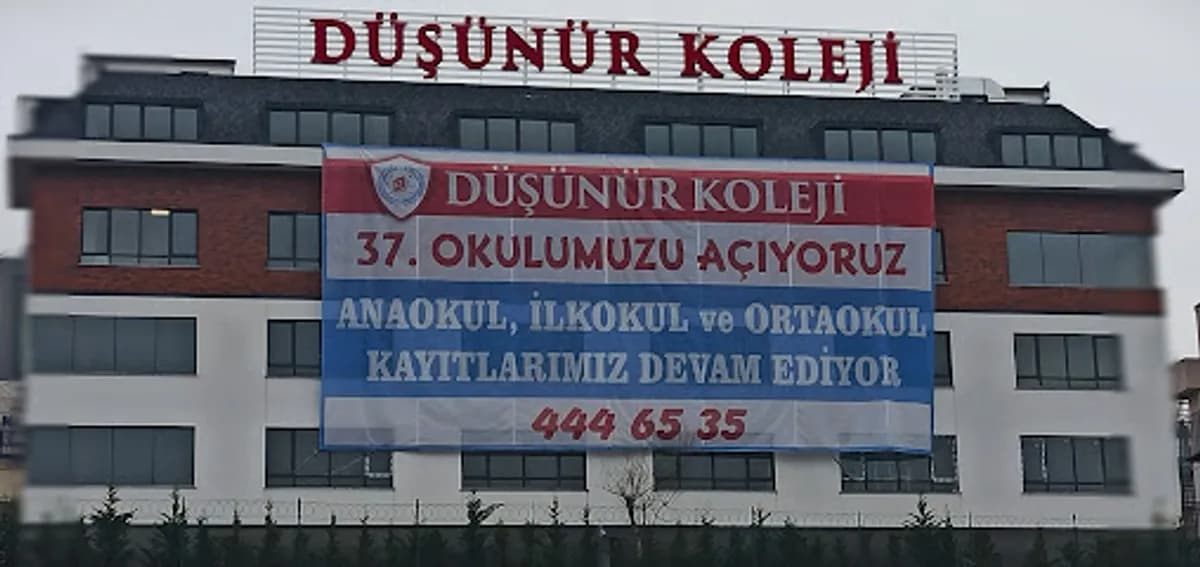 DÜŞÜNÜR KOLEJİ
DÜŞÜNÜR KOLEJİ
37. OKULUMUZU AÇIYORUZ
ANAOKUL, İLKOKUL ve ORTAOKUL
KAYITLARIMIZ DEVAM EDİYOR
444 65 35